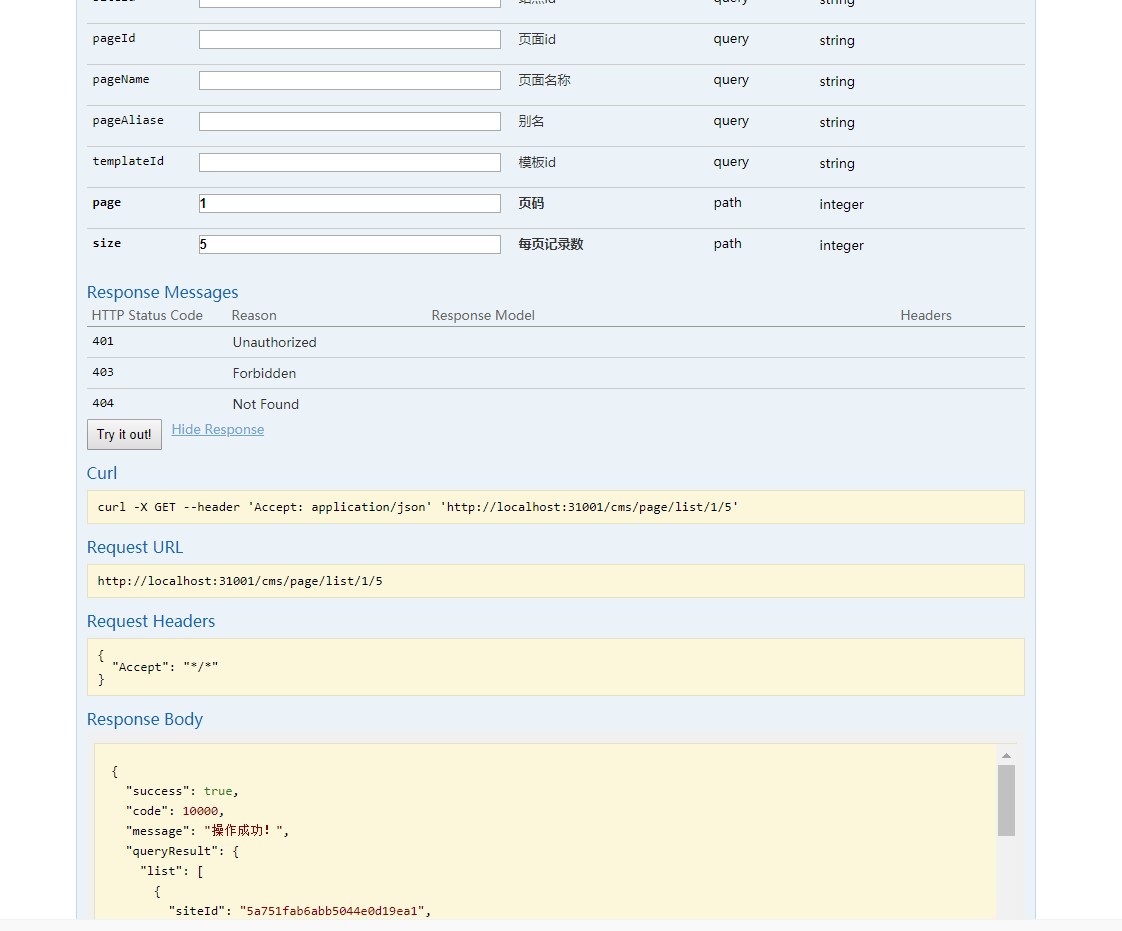 query
string
pageId 页面id query string
pageName 页面名称 query string
pageAliase 别名 query string
templateId 模板id query string
page 1 页码 path integer
size 5 每页记录数 path integer
Response Messages
HTTP Status Code Reason Response Model Headers
401 Unauthorized
403 Forbidden
404 Not Found
Try it out! Hide Response
Curl
curl -X GET --header 'Accept: application/json' 'http://localhost:31001/cms/page/list/1/5'
Request URL
http://localhost:31001/cms/page/list/1/5
Request Headers
{
"Accept": "*/*"
}
Response Body
{
"success": true,
"code": 10000,
"message": "操作成功！",
"queryResult": {
"list": [
{
"siteId": "5a751fab6abb5044e0d19ea1",